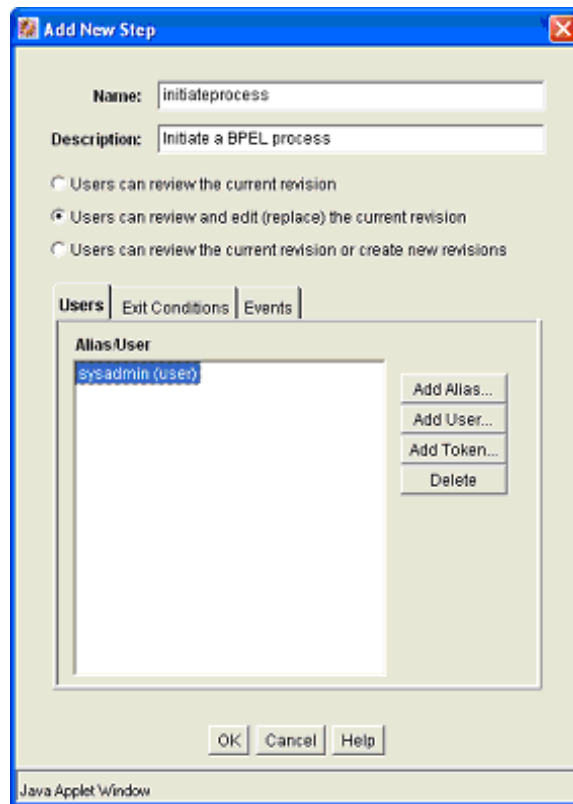 Add New Step
Name: initiateprocess
Description: Initiate a BPEL process
Users can review the current revision
Users can review and edit (replace) the current revision
Users can review the current revision or create new revisions
Users Exit Conditions Events
Alias/User
sysadmin (user)
Add Alias...
Add User...
Add Token...
Delete
OK Cancel Help
Java Applet Window